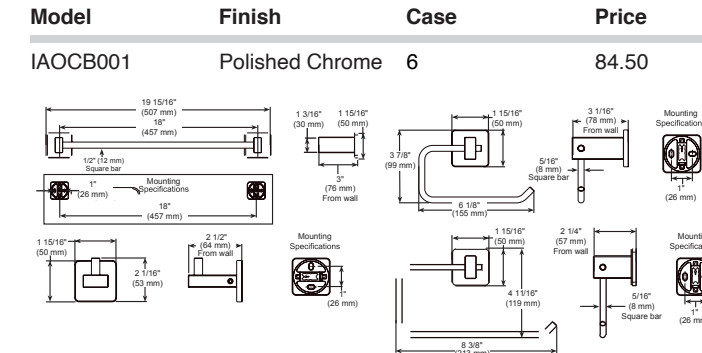 Model Finish Case Price
IAOCB001 Polished Chrome 6 84.50
19 15/16"
(507 mm)
18"
(457 mm)
1/2" (12 mm)
Square bar
1"
(26 mm)
Mounting
Specifications
18"
(457 mm)
1 3/16"
(30 mm)
1 15/16"
(50 mm)
3"
(76 mm)
From wall
1 15/16"
(50 mm)
3 7/8"
(99 mm)
6 1/8"
(155 mm)
3 1/16"
(78 mm)
From wall
5/16"
(8 mm)
Square bar
Mounting
Specification
1"
(26 mm)
1 15/16"
(50 mm)
2 1/16"
(53 mm)
2 1/2"
(64 mm)
From wall
Mounting
Specifications
1"
(26 mm)
1 15/16"
(50 mm)
4 11/16"
(119 mm)
8 3/8"
(213 mm)
2 1/4"
(57 mm)
From wall
5/16"
(8 mm)
Square bar
Mounti
Specifica
1"
(26 mm